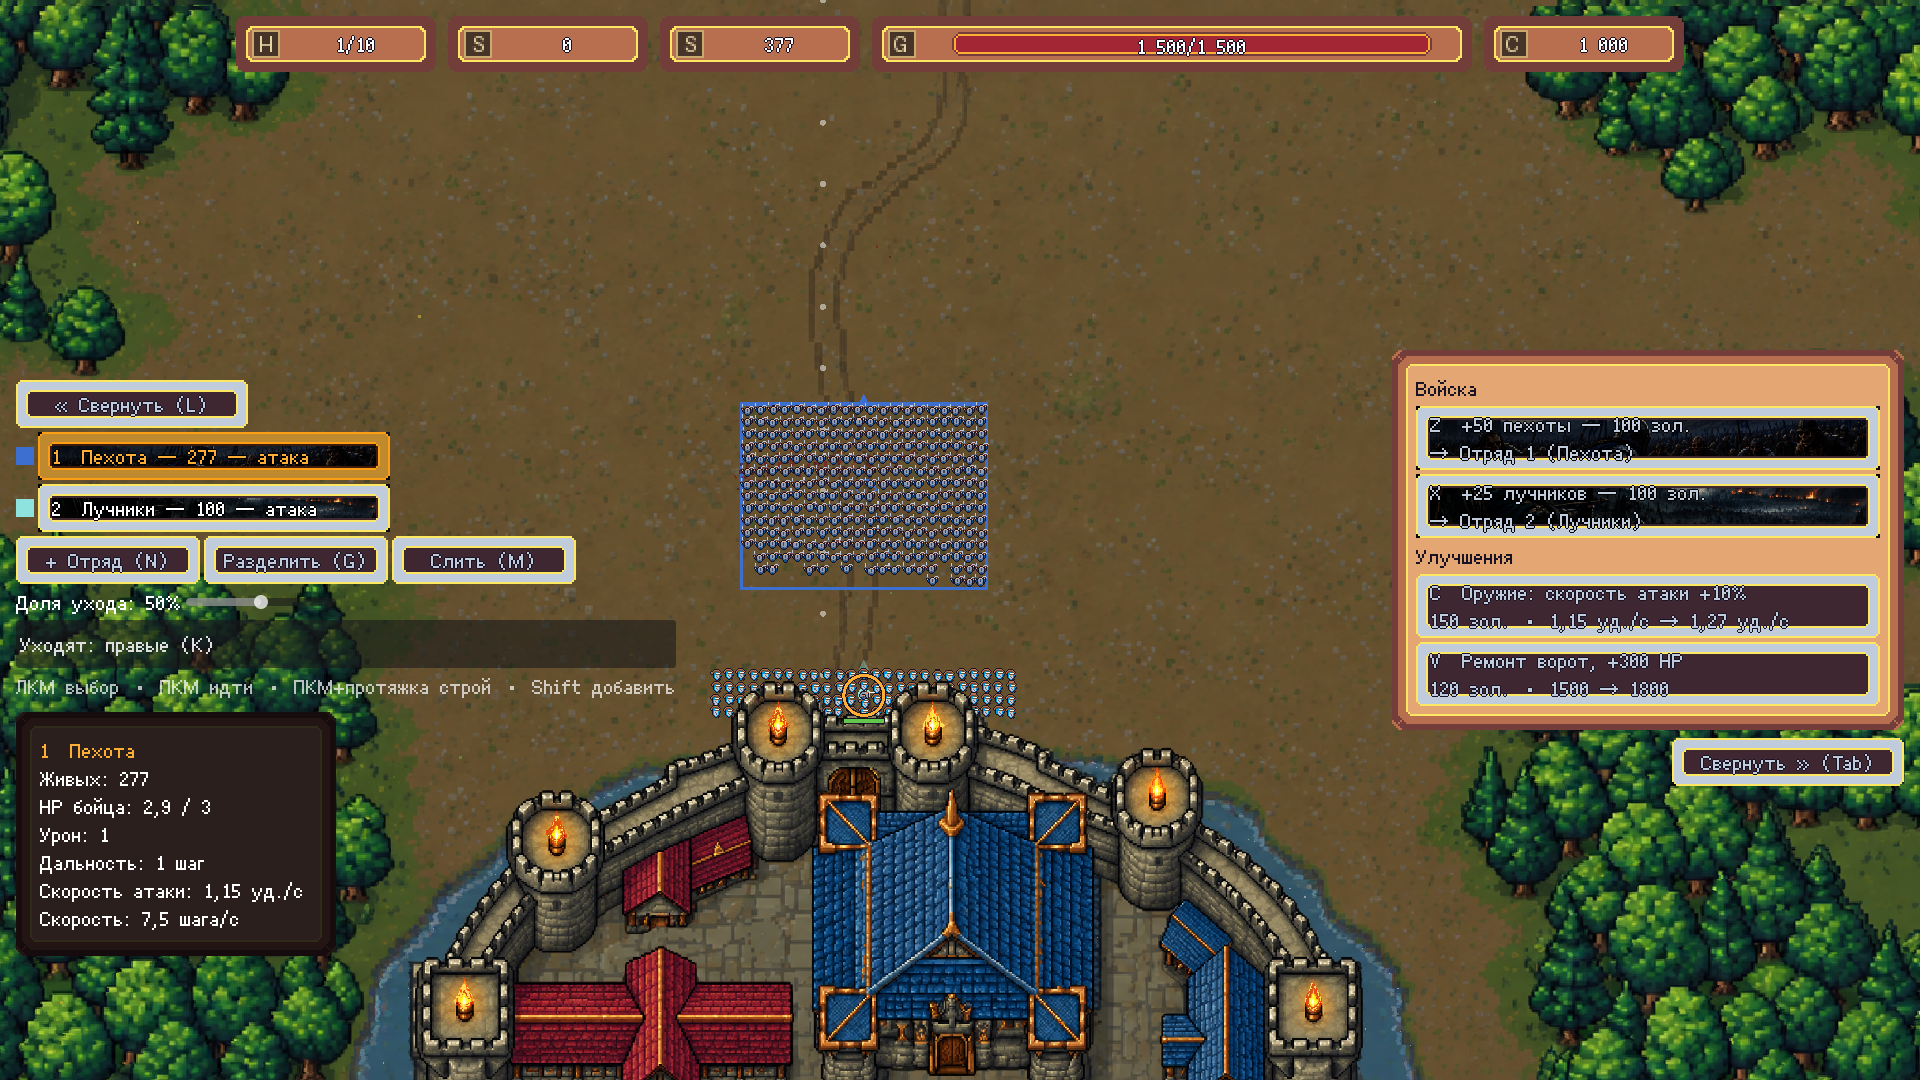 H 1/10
S 0
S 377
G 1 500/1 500
C 1 000
« Свернуть (L)
1 Пехота — 277 — атака
2 Лучники — 100 — атака
+ Отряд (N)
Разделить (G)
Слить (M)
Доля ухода: 50%
Уходят: правые (K)
ЛКМ выбор · ПКМ идти · ПКМ+протяжка строй · Shift добавить
1 Пехота
Живых: 277
HP бойца: 2,9 / 3
Урон: 1
Дальность: 1 шаг
Скорость атаки: 1,15 уд./с
Скорость: 7,5 шага/с
Войска
Z +50 пехоты — 100 зол.
→ Отряд 1 (Пехота)
X +25 лучников — 100 зол.
→ Отряд 2 (Лучники)
Улучшения
C Оружие: скорость атаки +10%
150 зол. · 1,15 уд./с → 1,27 уд./с
V Ремонт ворот, +300 HP
120 зол. · 1500 → 1800
Свернуть » (Tab)